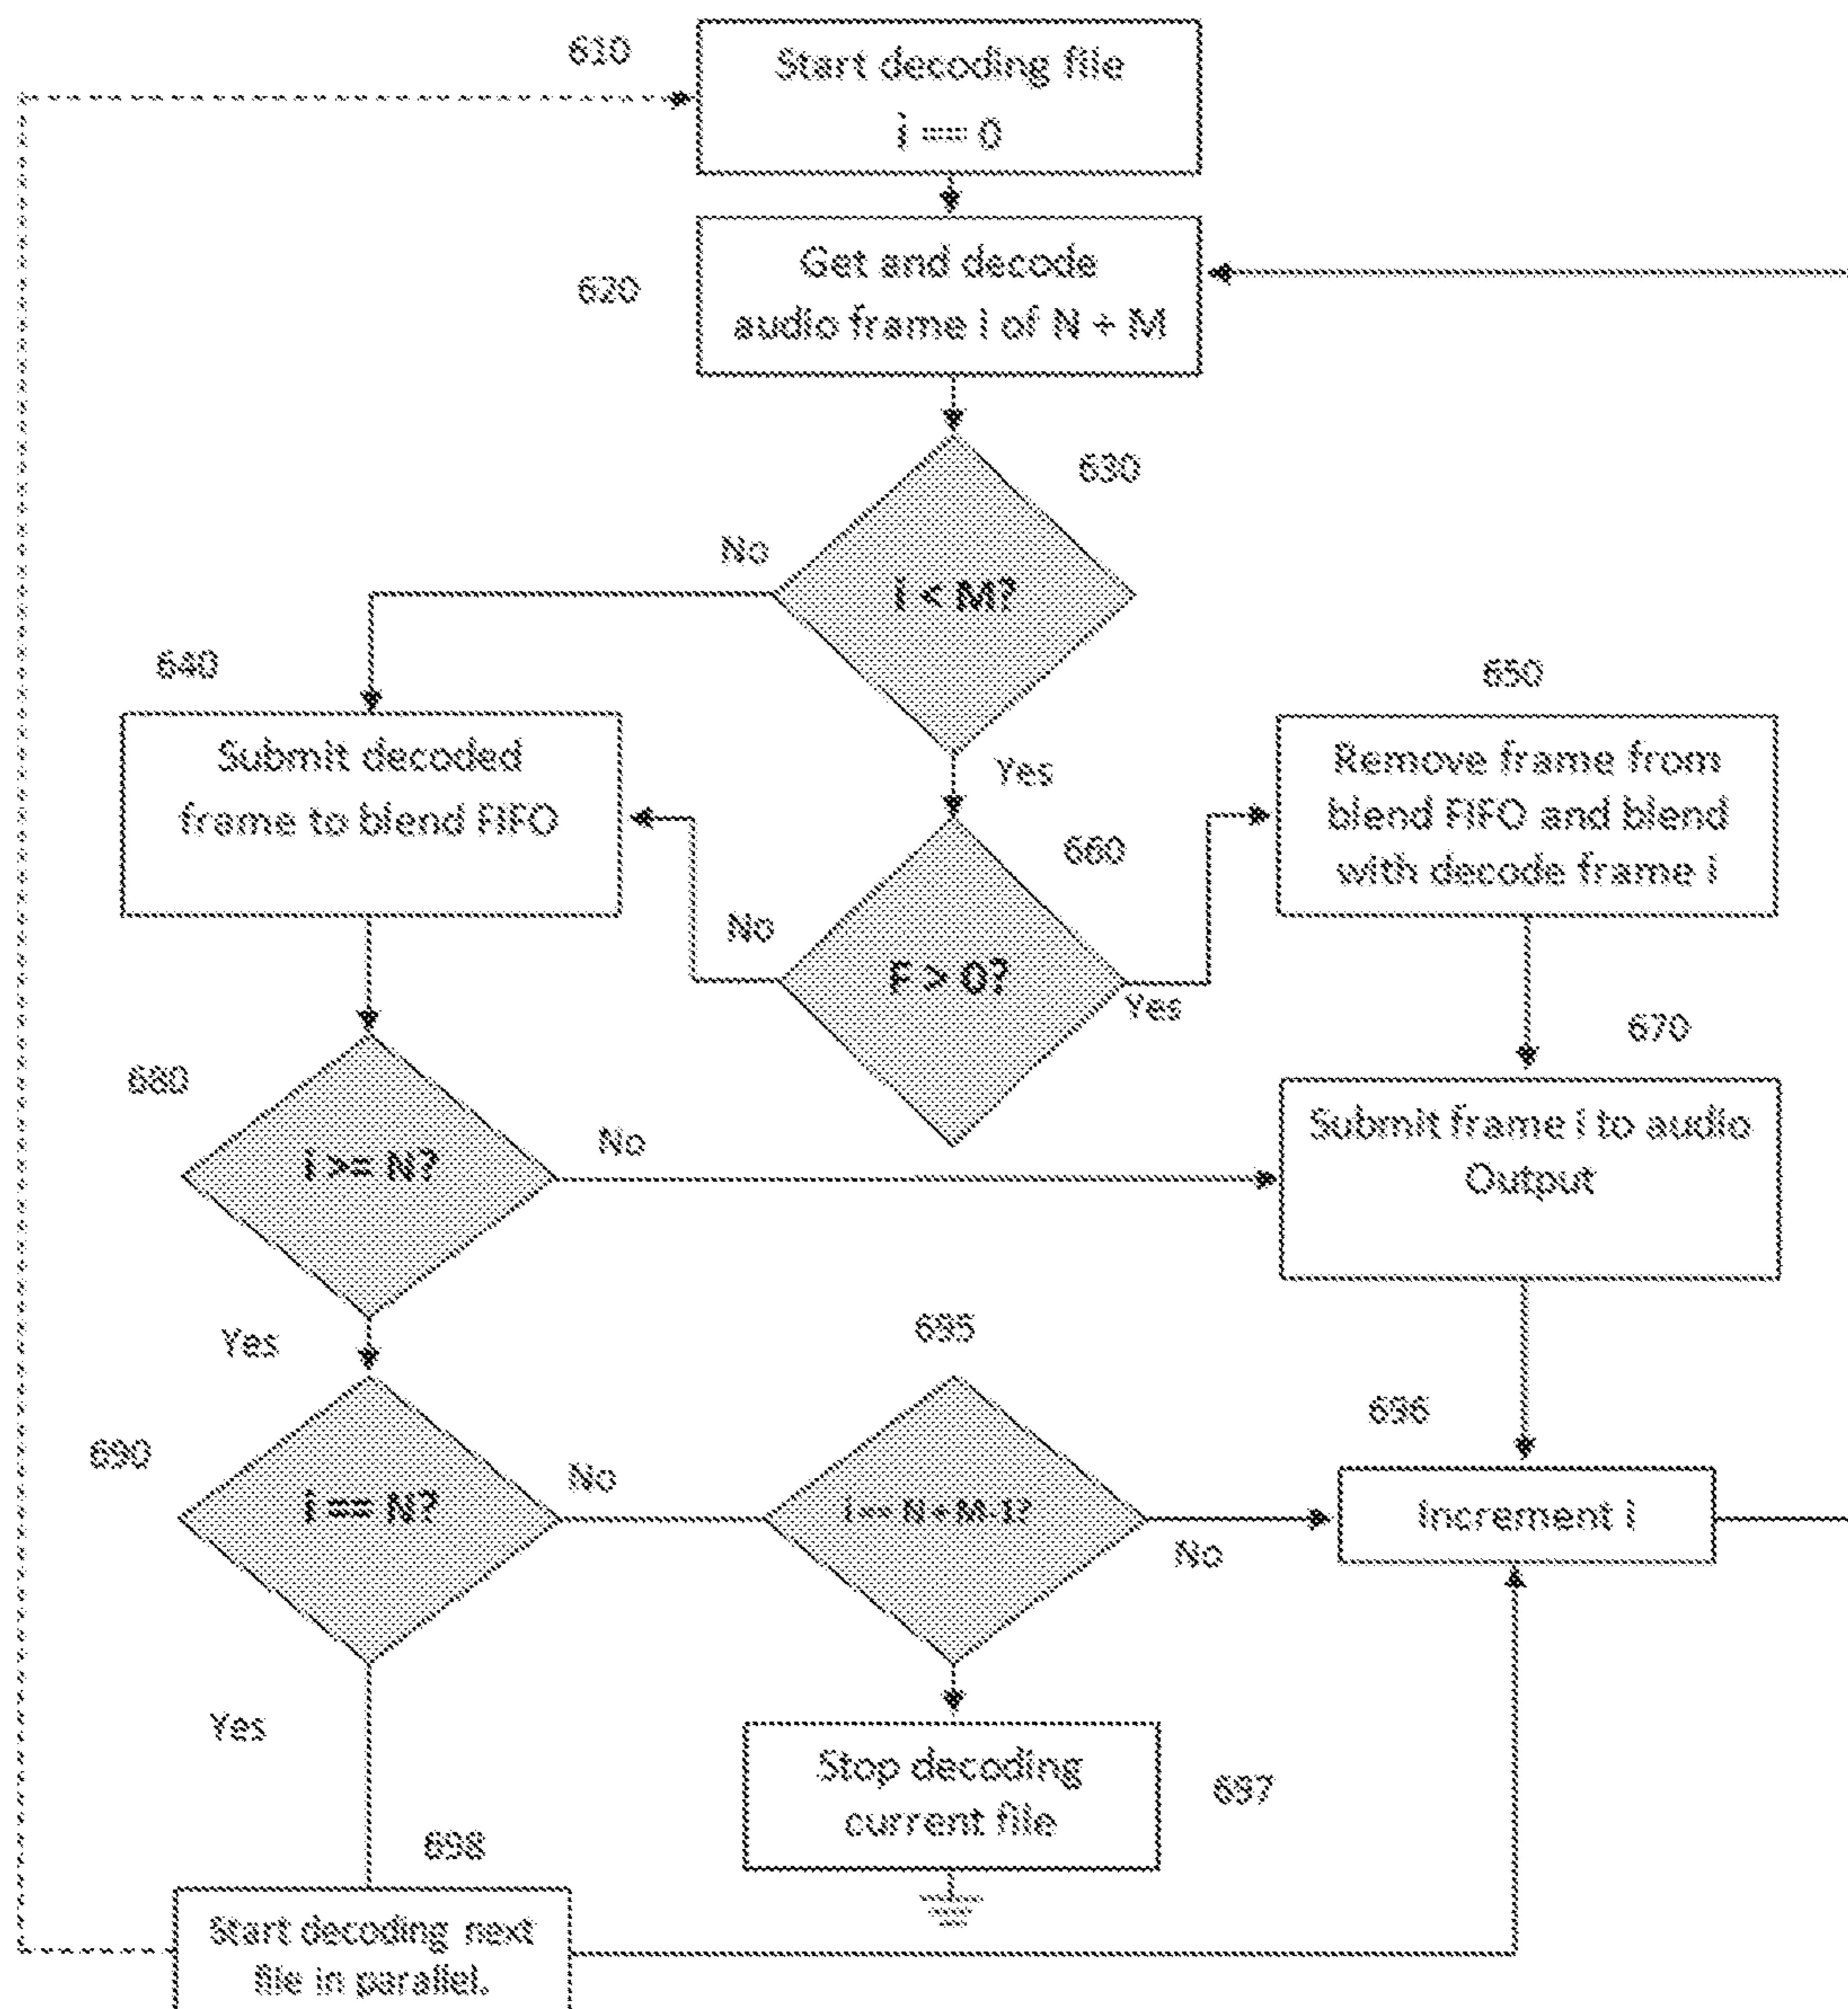 610
Start decoding file
i == 0
620
Get and decode
audio frame i of N + M
630
i < M?
No
Yes
640
Submit decoded
frame to blend FIFO
650
Remove frame from
blend FIFO and blend
with decode frame i
660
F > 0?
No
Yes
670
Submit frame i to audio
Output
680
i >= N?
No
Yes
690
i == N?
No
Yes
695
i == N + M-1?
No
696
Increment i
Stop decoding
current file
697
698
Start decoding next
file in parallel.